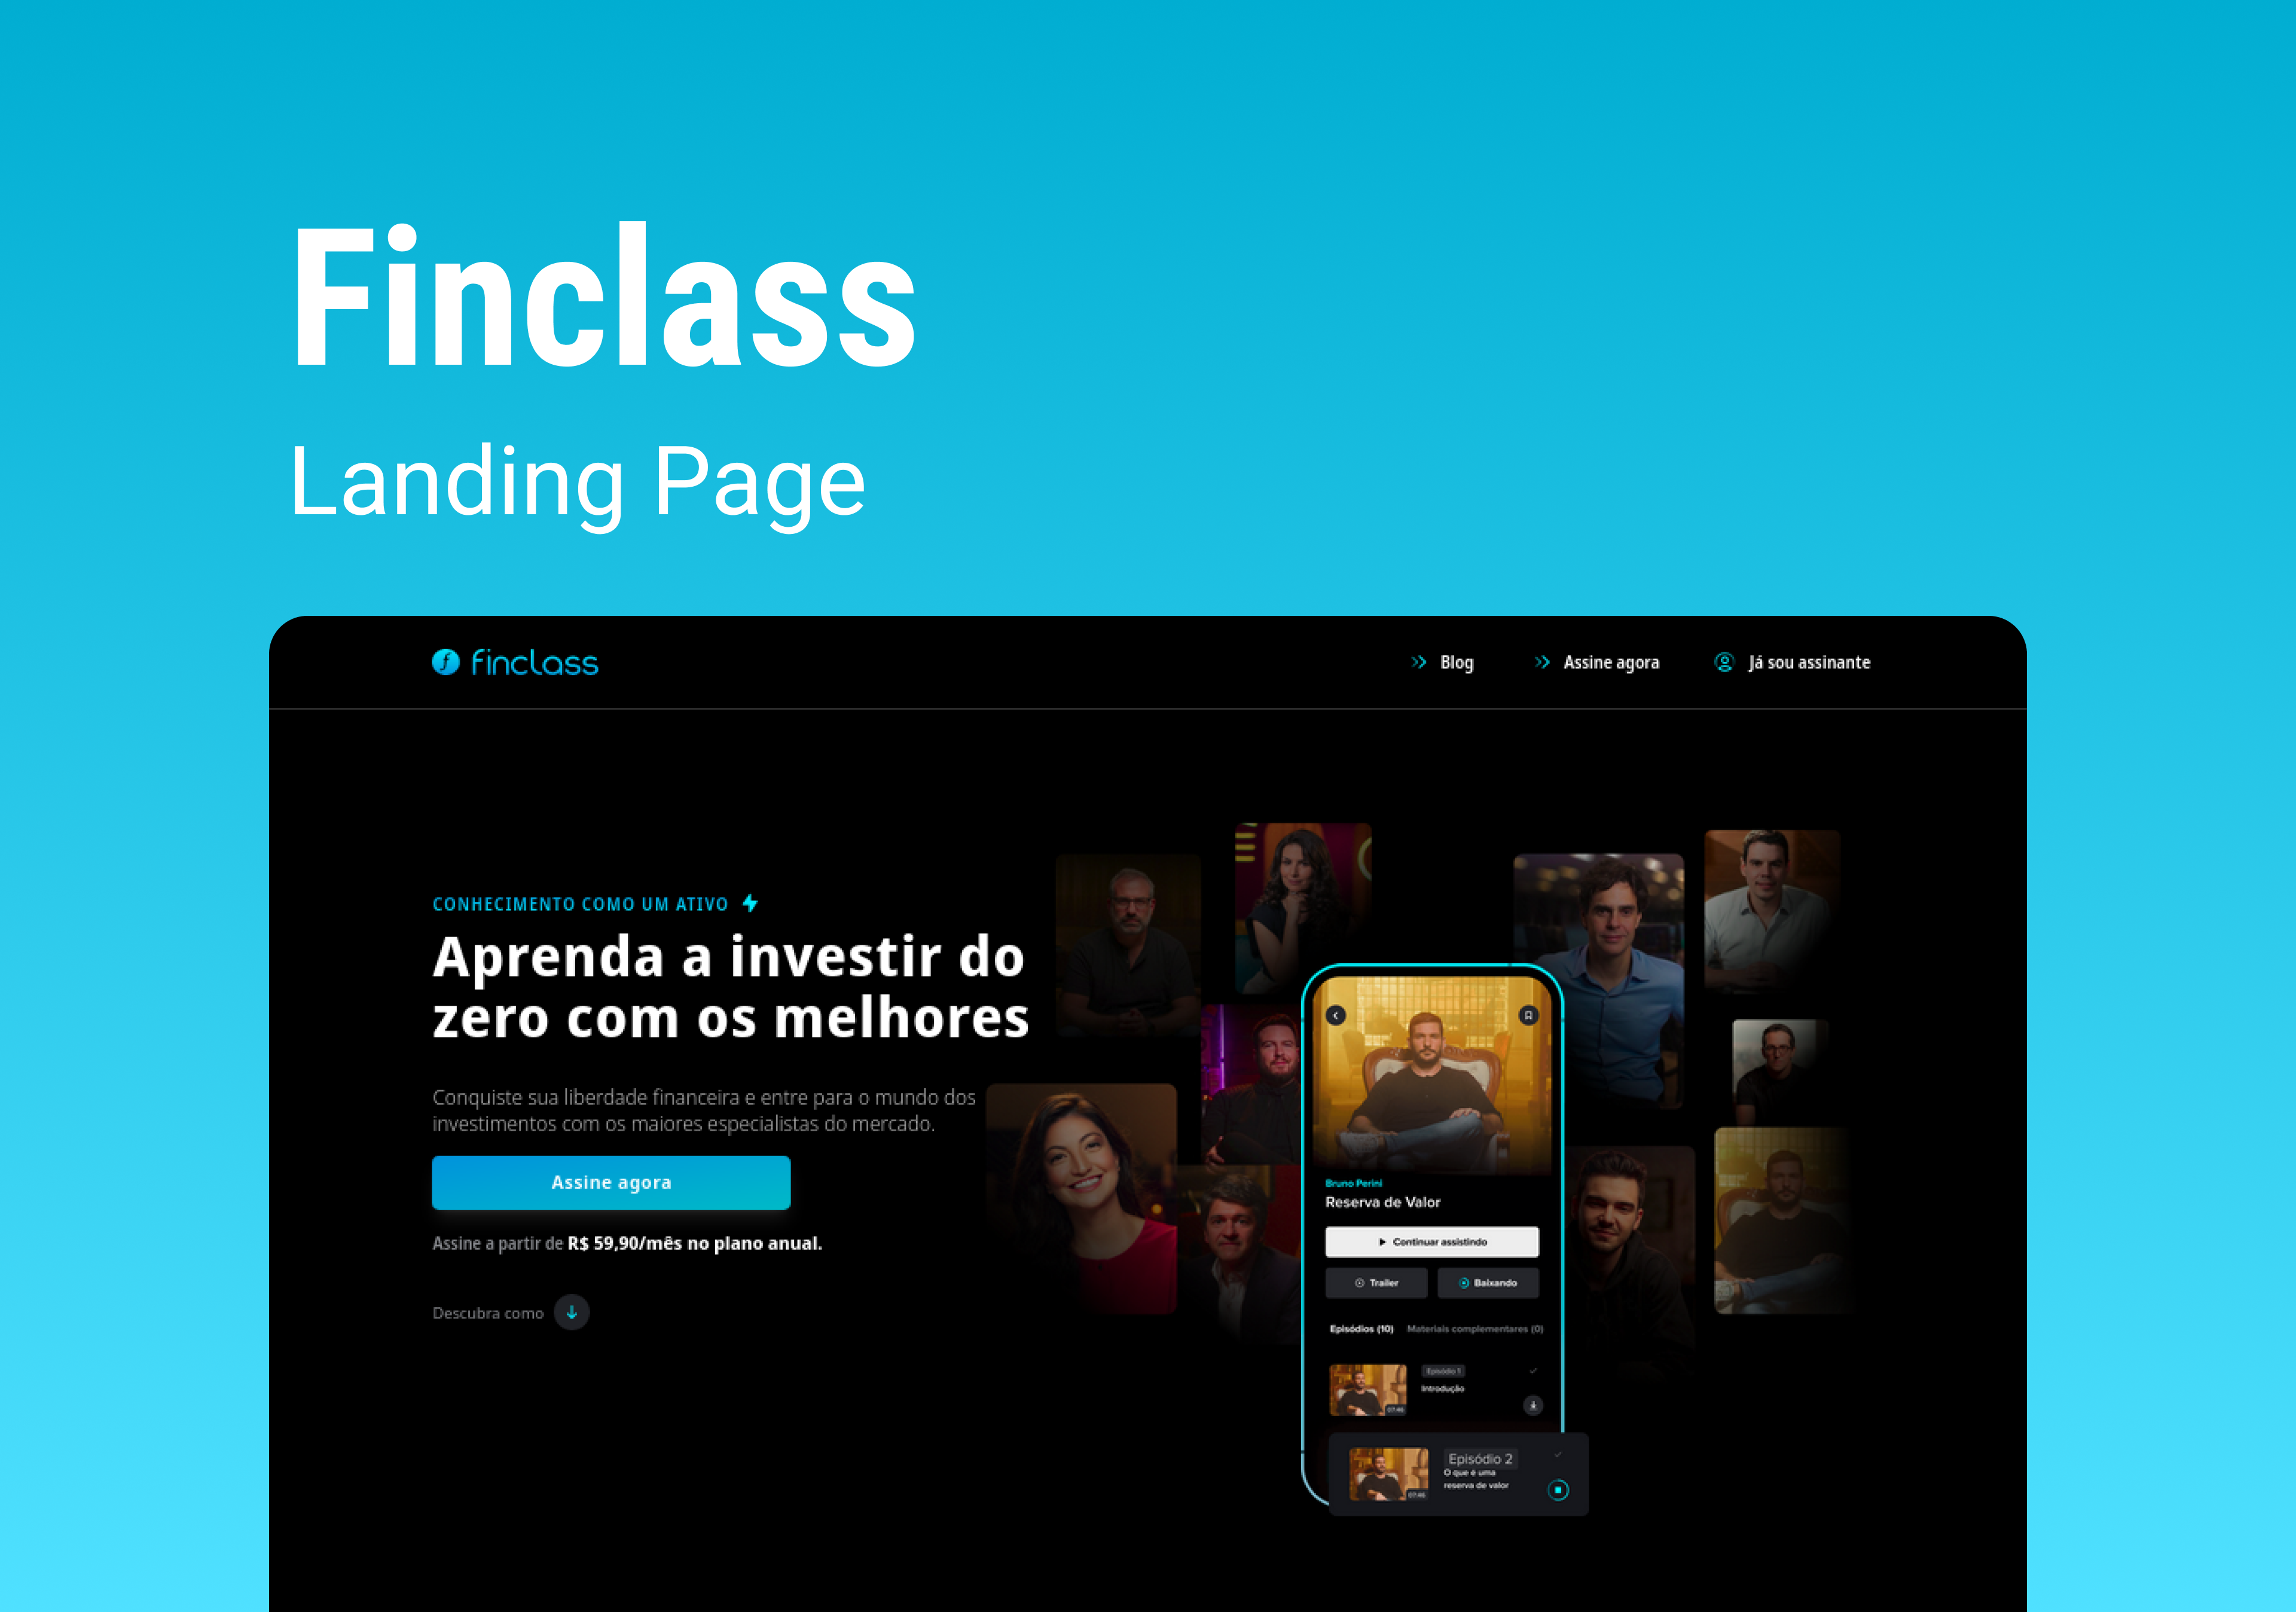 Finclass
Landing Page
finclass
Blog
Assine agora
Já sou assinante
CONHECIMENTO COMO UM ATIVO
Aprenda a investir do
zero com os melhores
Conquiste sua liberdade financeira e entre para o mundo dos
investimentos com os maiores especialistas do mercado.
Assine agora
Assine a partir de R$ 59,90/mês no plano anual.
Descubra como
Bruno Perini
Reserva de Valor
Continuar assistindo
Trailer
Baixando
Episódios (10)
Materiais complementares (0)
Episódio 1
Introdução
07:46
Episódio 2
O que é uma
reserva de valor
07:46